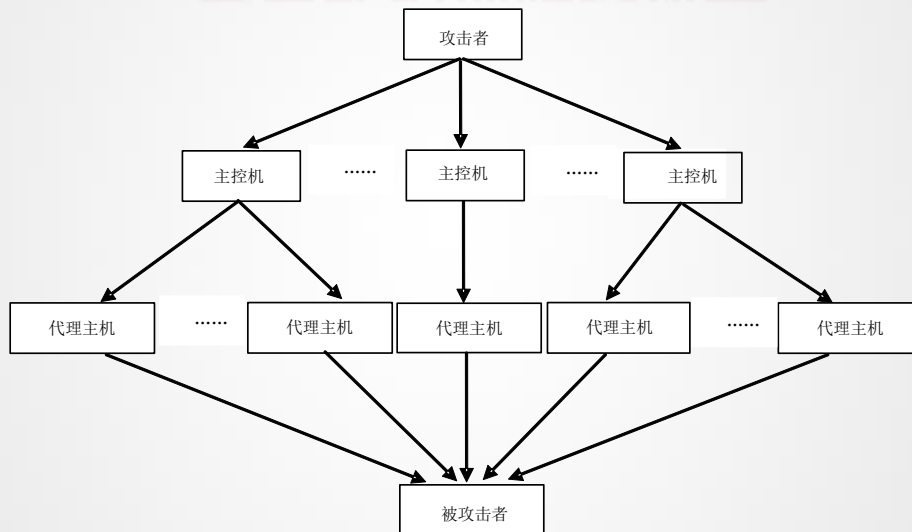 攻击者
主控机 …… 主控机 …… 主控机
代理主机 …… 代理主机 代理主机 代理主机 …… 代理主机
被攻击者